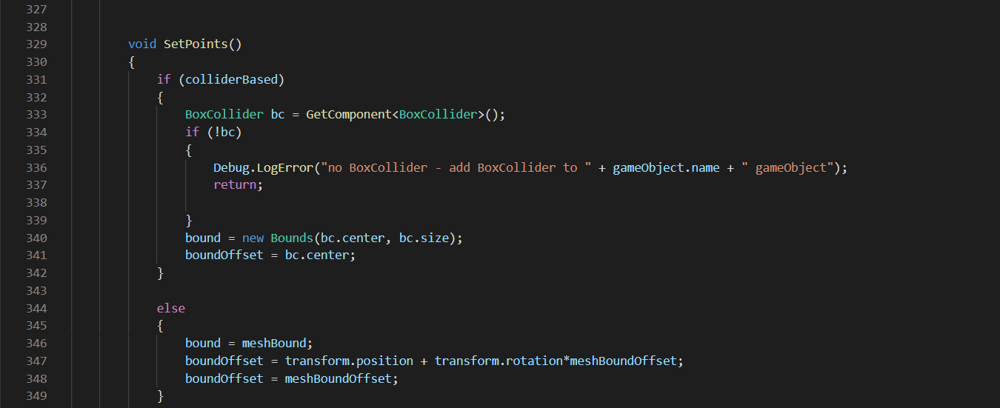 327
328
329 void SetPoints()
330 {
331 if (colliderBased)
332 {
333 BoxCollider bc = GetComponent<BoxCollider>();
334 if (!bc)
335 {
336 Debug.LogError("no BoxCollider - add BoxCollider to " + gameObject.name + " gameObject");
337 return;
338
339 }
340 bound = new Bounds(bc.center, bc.size);
341 boundOffset = bc.center;
342 }
343
344 else
345 {
346 bound = meshBound;
347 boundOffset = transform.position + transform.rotation*meshBoundOffset;
348 boundOffset = meshBoundOffset;
349 }